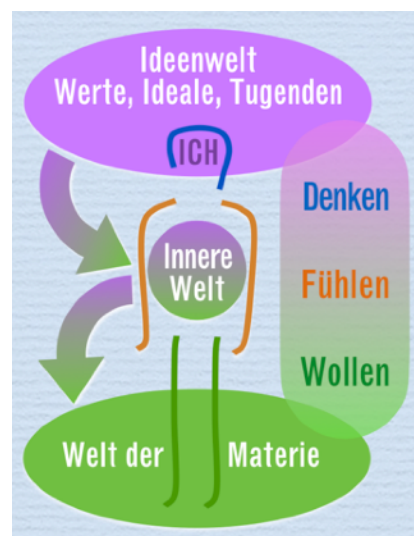 Ideenwelt
Werte, Ideale, Tugenden
ICH
Denken
Innere
Welt
Fühlen
Wollen
Welt der Materie